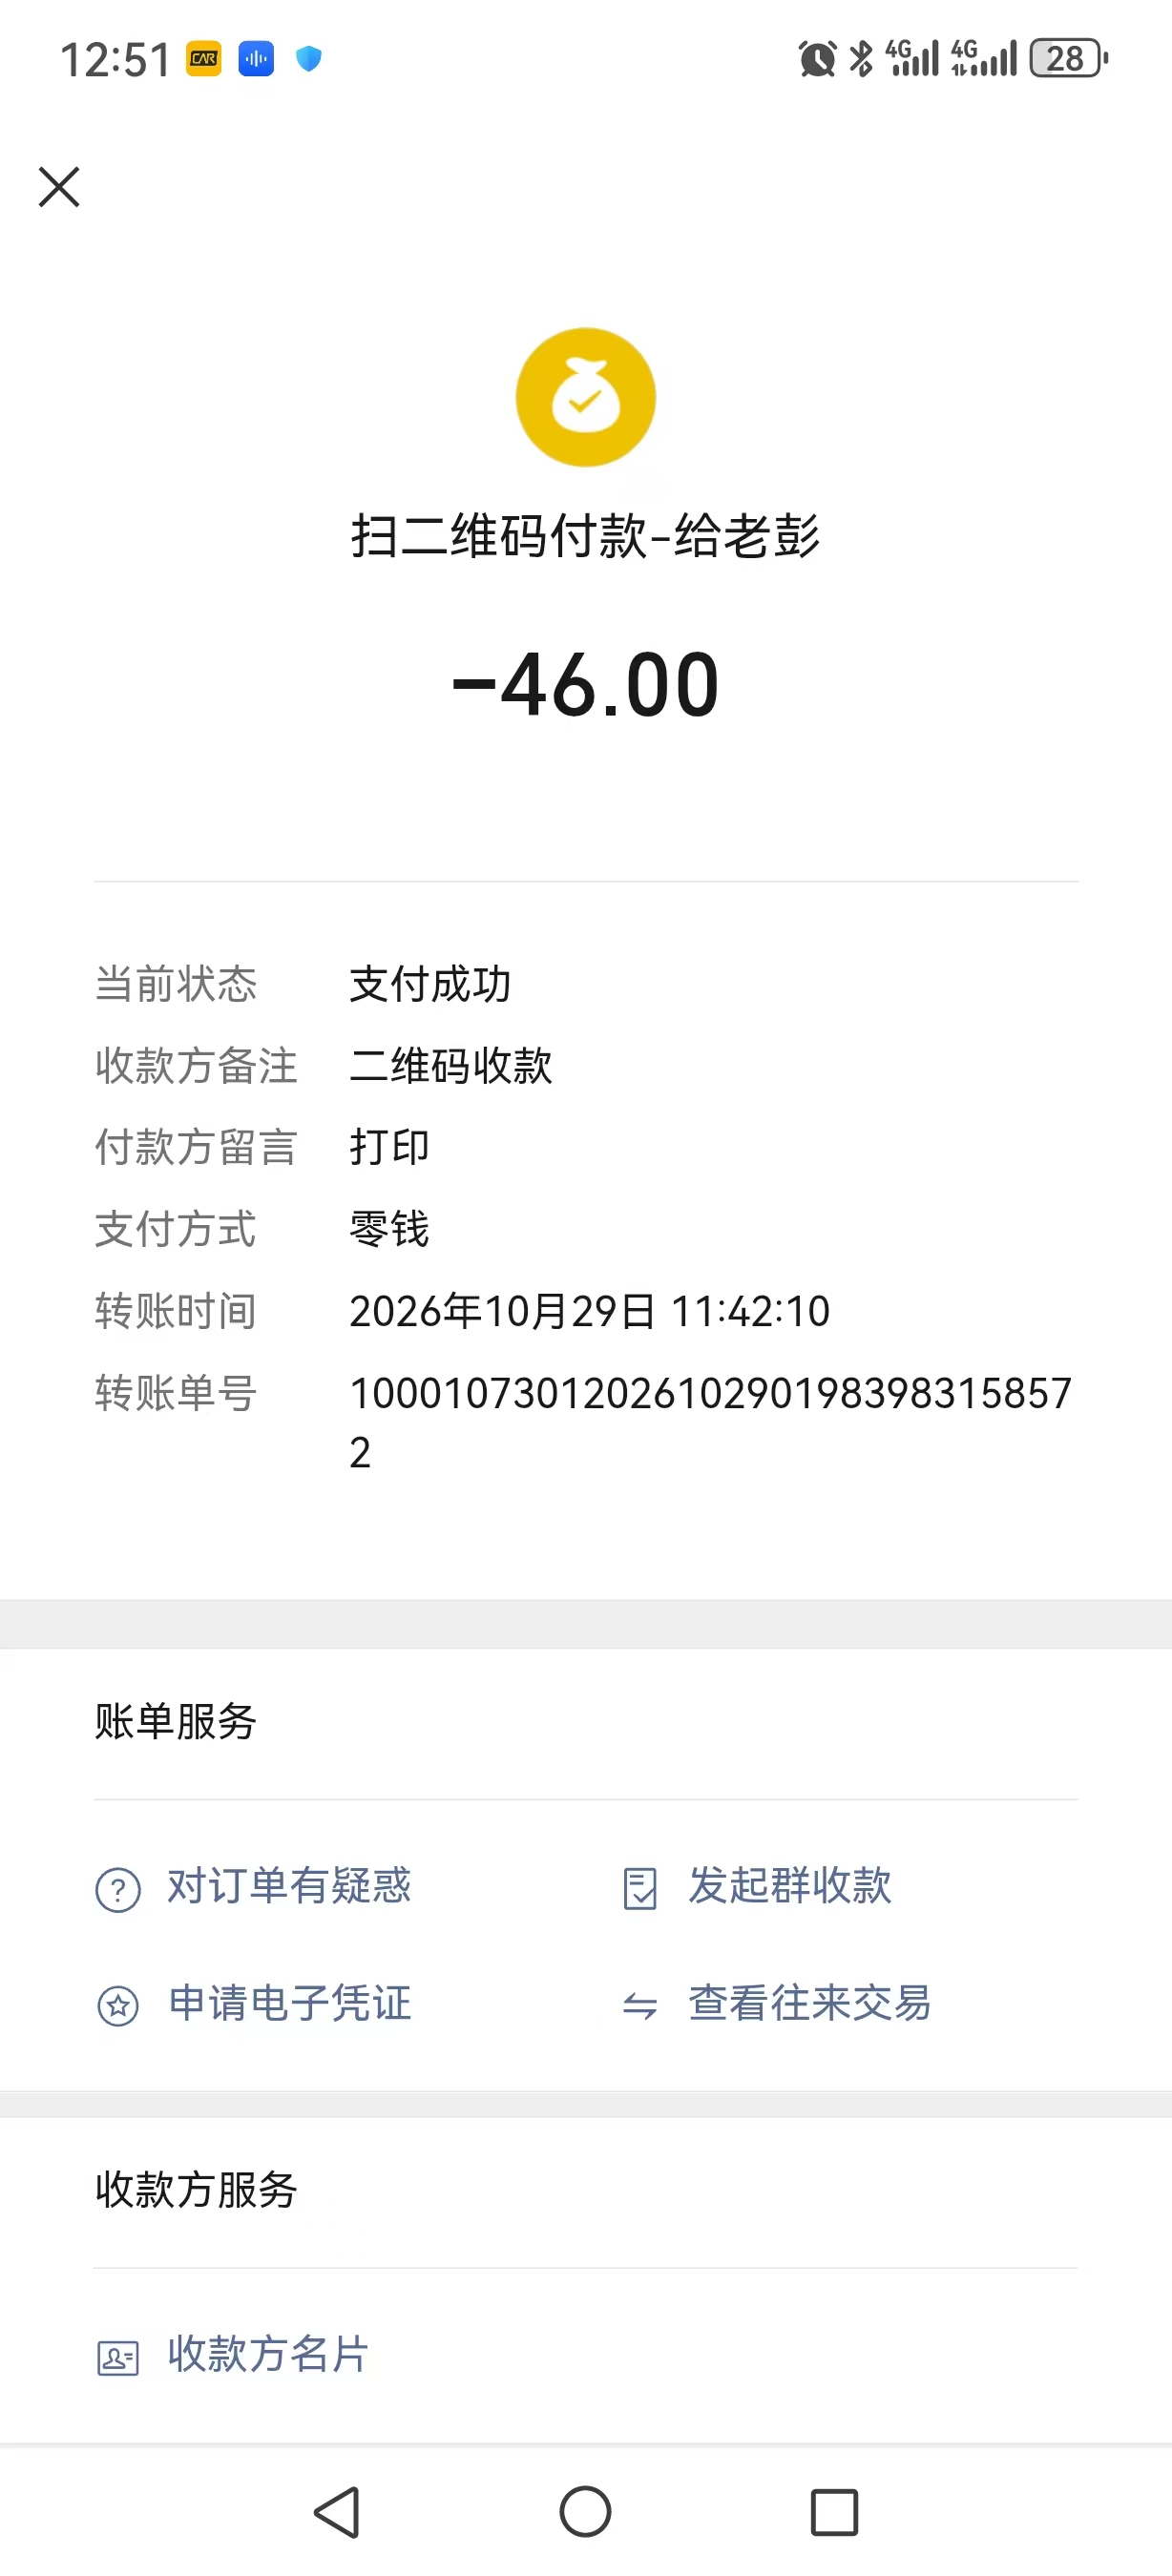 12:51 CAR 4G 4G 28
扫二维码付款-给老彭
-46.00
当前状态 支付成功
收款方备注 二维码收款
付款方留言 打印
支付方式 零钱
转账时间 2026年10月29日 11:42:10
转账单号 1000107301202610290198398315857
2
账单服务
对订单有疑惑 发起群收款
申请电子凭证 查看往来交易
收款方服务
收款方名片